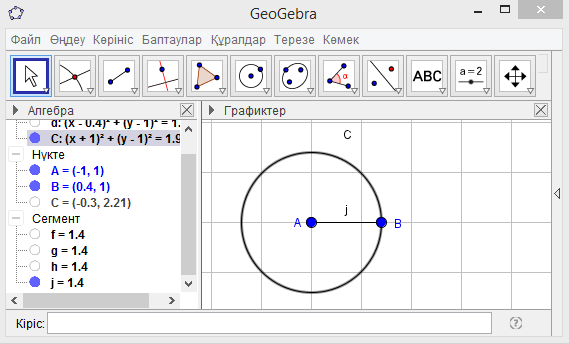 GeoGebra
Файл Өңдеу Көрініс Баптаулар Құралдар Терезе Көмек
α ABC a = 2
Алгебра
Графиктер
d: (x - 0.4)² + (y - 1)² = 1.
C: (x + 1)² + (y - 1)² = 1.9
Нүкте
A = (-1, 1)
B = (0.4, 1)
C = (-0.3, 2.21)
Сегмент
f = 1.4
g = 1.4
h = 1.4
j = 1.4
C
j
A B
Кіріс: